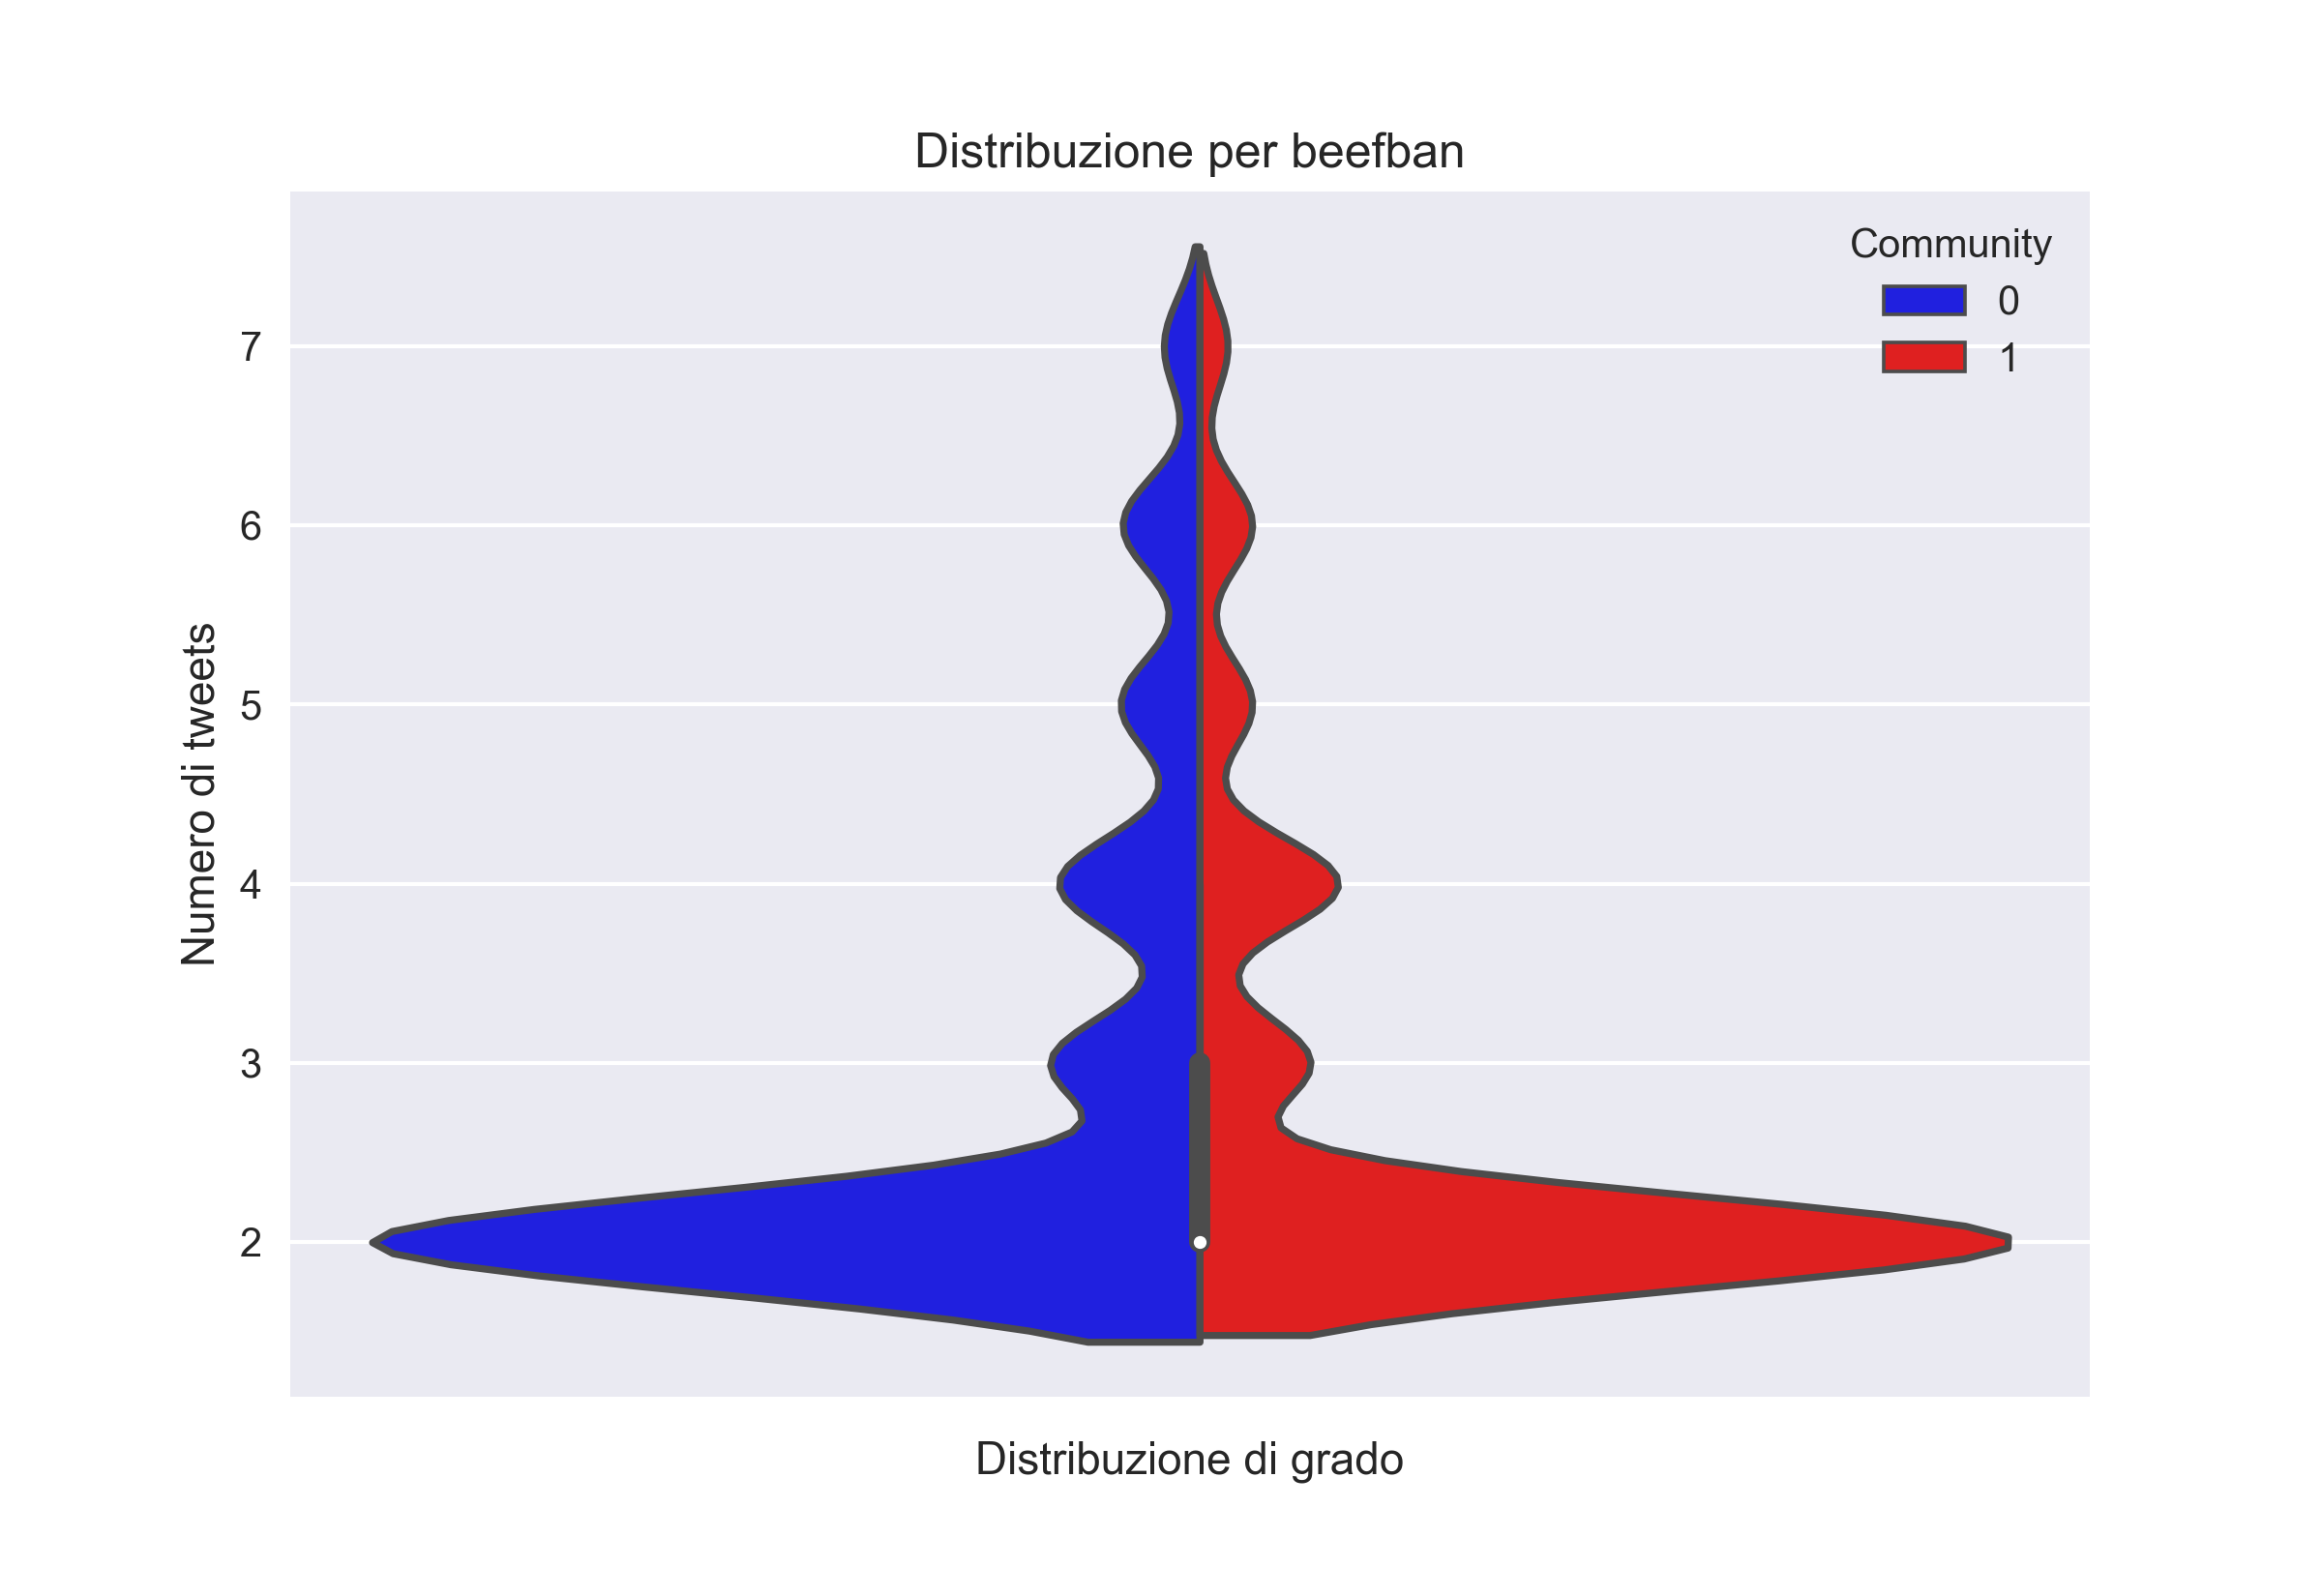 Distribuzione per beefban
Community
0
1
7
6
5
4
3
2
Numero di tweets
Distribuzione di grado